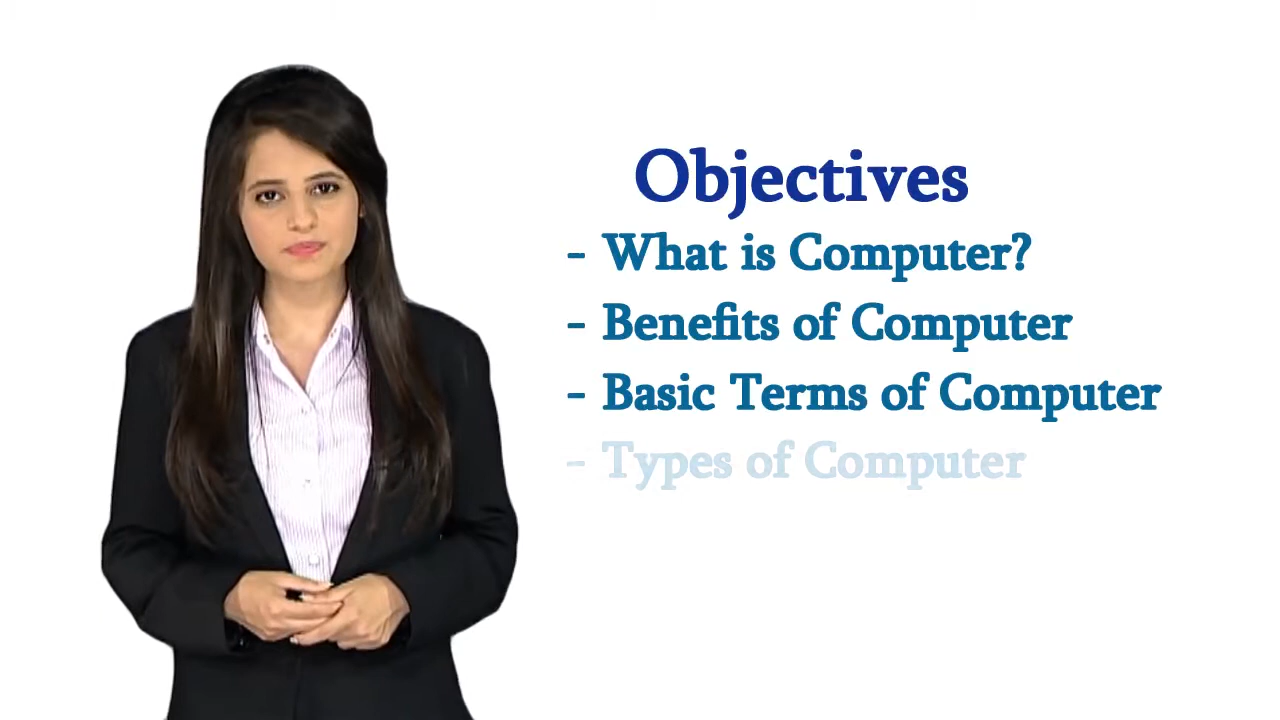 Objectives
- What is Computer?
- Benefits of Computer
- Basic Terms of Computer
- Types of Computer